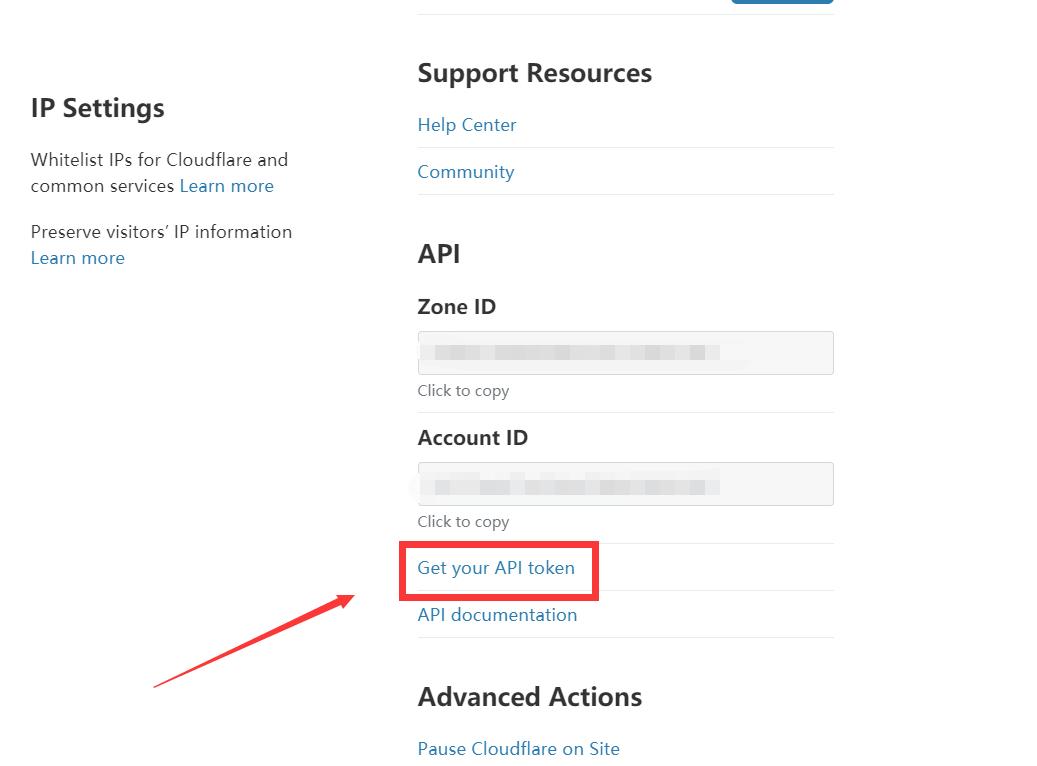 IP Settings
Whitelist IPs for Cloudflare and
common services Learn more
Preserve visitors’ IP information
Learn more
Support Resources
Help Center
Community
API
Zone ID
Click to copy
Account ID
Click to copy
Get your API token
API documentation
Advanced Actions
Pause Cloudflare on Site